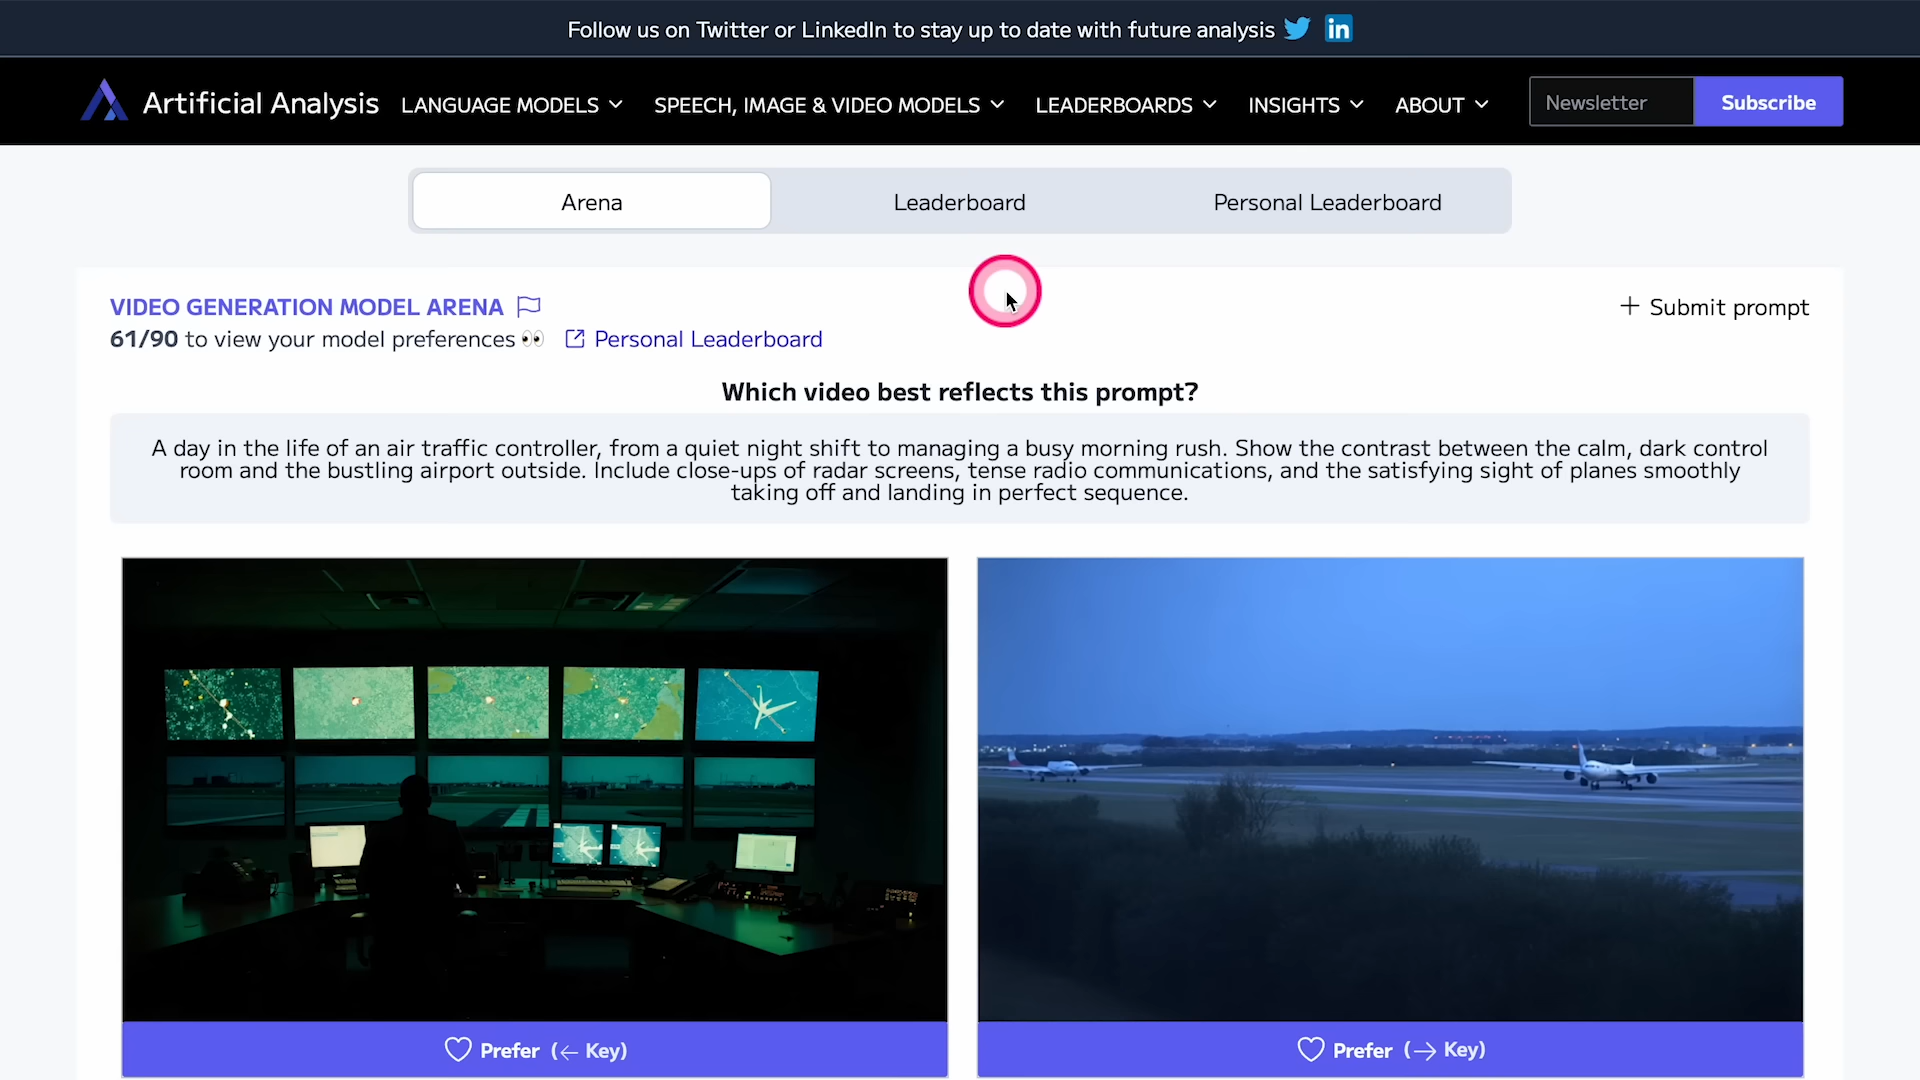 Follow us on Twitter or LinkedIn to stay up to date with future analysis
Artificial Analysis
LANGUAGE MODELS
SPEECH, IMAGE & VIDEO MODELS
LEADERBOARDS
INSIGHTS
ABOUT
Newsletter
Subscribe
Arena
Leaderboard
Personal Leaderboard
VIDEO GENERATION MODEL ARENA
+ Submit prompt
61/90 to view your model preferences 👀
Personal Leaderboard
Which video best reflects this prompt?
A day in the life of an air traffic controller, from a quiet night shift to managing a busy morning rush. Show the contrast between the calm, dark control
room and the bustling airport outside. Include close-ups of radar screens, tense radio communications, and the satisfying sight of planes smoothly
taking off and landing in perfect sequence.
Prefer (← Key)
Prefer (→ Key)